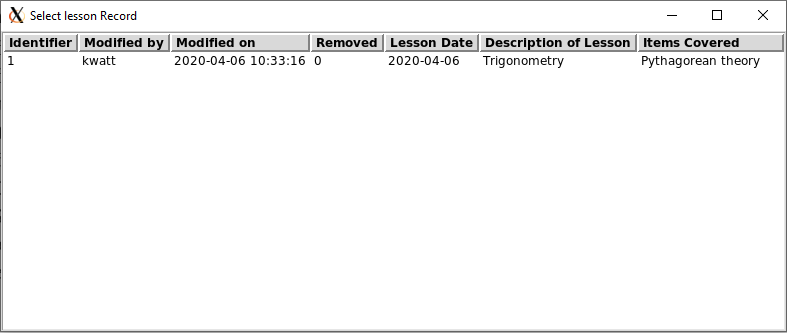 Select lesson Record
Identifier Modified by Modified on Removed Lesson Date Description of Lesson Items Covered
1 kwatt 2020-04-06 10:33:16 0 2020-04-06 Trigonometry Pythagorean theory